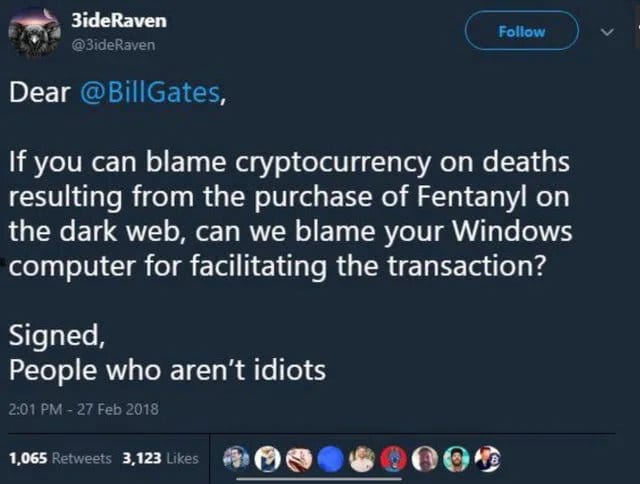 3ideRaven
@3ideRaven
Follow
Dear @BillGates,
If you can blame cryptocurrency on deaths
resulting from the purchase of Fentanyl on
the dark web, can we blame your Windows
computer for facilitating the transaction?
Signed,
People who aren’t idiots
2:01 PM - 27 Feb 2018
1,065 Retweets 3,123 Likes